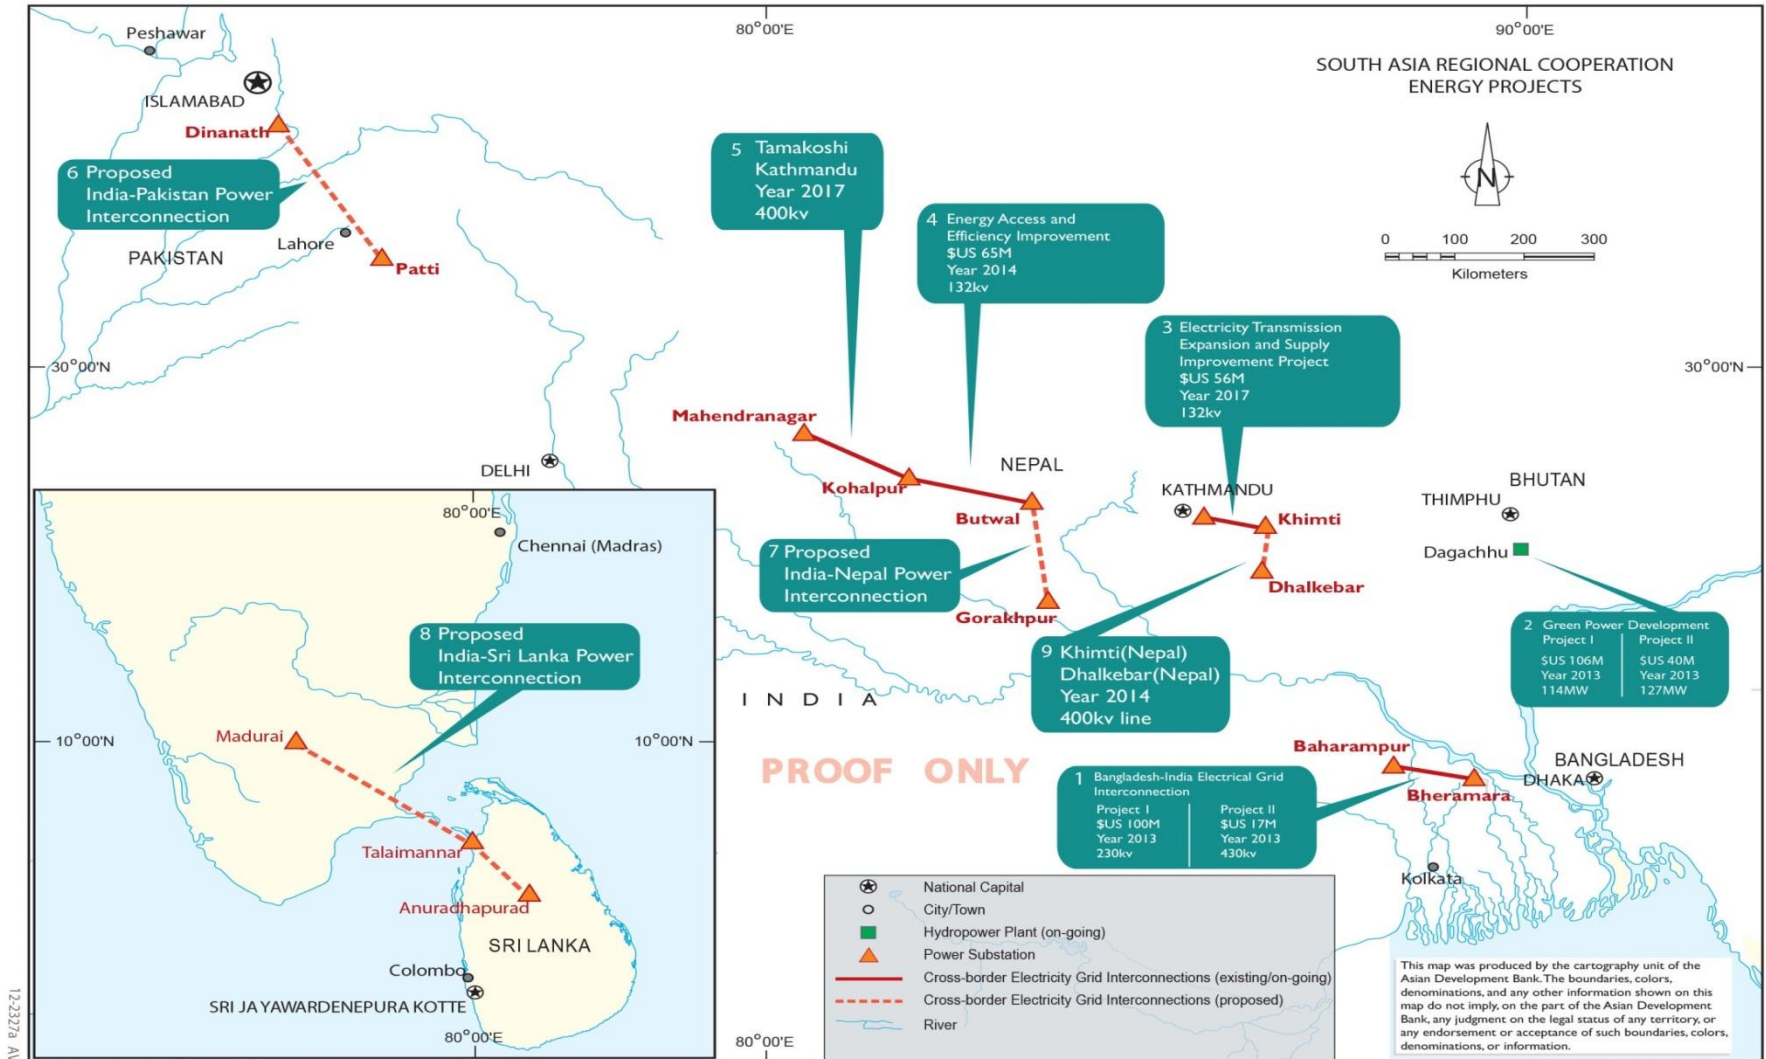 80°00'E
90°00'E
SOUTH ASIA REGIONAL COOPERATION
ENERGY PROJECTS
Peshawar
ISLAMABAD
Dinanath
6 Proposed
India-Pakistan Power
Interconnection
PAKISTAN
Lahore
Patti
5 Tamakoshi
Kathmandu
Year 2017
400kv
4 Energy Access and
Efficiency Improvement
$US 65M
Year 2014
132kv
N
0 100 200 300
Kilometers
3 Electricity Transmission
Expansion and Supply
Improvement Project
$US 56M
Year 2017
132kv
30°00'N
30°00'N
Mahendranagar
DELHI
Kohalpur
NEPAL
Butwal
KATHMANDU
Khimti
Dhalkebar
BHUTAN
THIMPHU
Dagachhu
7 Proposed
India-Nepal Power
Interconnection
Gorakhpur
9 Khimti(Nepal)
Dhalkebar(Nepal)
Year 2014
400kv line
2 Green Power Development
Project I
$US 106M
Year 2013
114MW
Project II
$US 40M
Year 2013
127MW
INDIA
PROOF ONLY
Baharampur
Bheramara
BANGLADESH
DHAKA
1 Bangladesh-India Electrical Grid
Interconnection
Project I
$US 100M
Year 2013
230kv
Project II
$US 17M
Year 2013
430kv
Kolkata
80°00'E
Chennai (Madras)
8 Proposed
India-Sri Lanka Power
Interconnection
10°00'N
10°00'N
Madurai
Talaimannar
Anuradhapurad
SRI LANKA
Colombo
SRI JA YAWARDENEPURA KOTTE
80°00'E
80°00'E
National Capital
City/Town
Hydropower Plant (on-going)
Power Substation
Cross-border Electricity Grid Interconnections (existing/on-going)
Cross-border Electricity Grid Interconnections (proposed)
River
This map was produced by the cartography unit of the
Asian Development Bank. The boundaries, colors,
denominations, and any other information shown on this
map do not imply, on the part of the Asian Development
Bank, any judgment on the legal status of any territory, or
any endorsement or acceptance of such boundaries, colors,
denominations, or information.
12-2327a